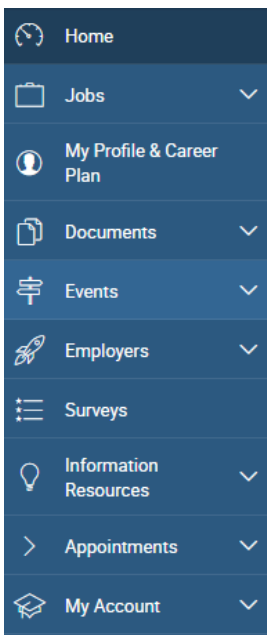 Home
Jobs
My Profile & Career
Plan
Documents
Events
Employers
Surveys
Information
Resources
Appointments
My Account